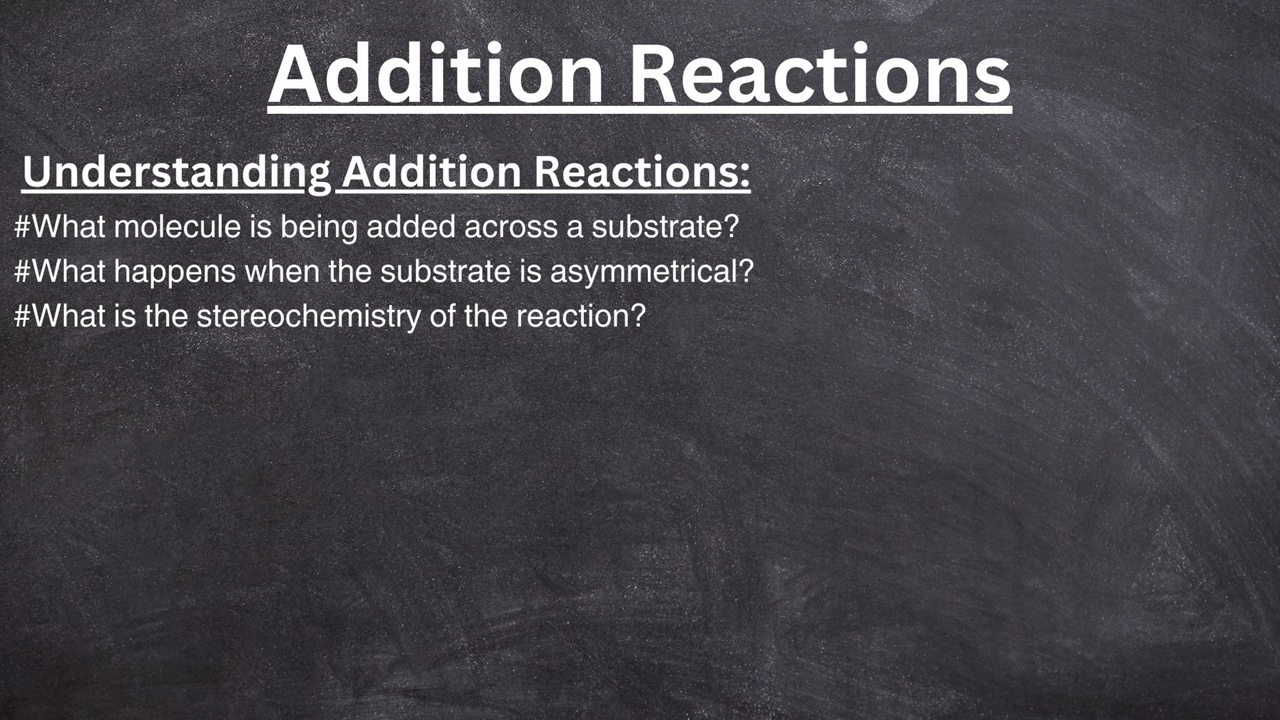 Addition Reactions
Understanding Addition Reactions:
#What molecule is being added across a substrate?
#What happens when the substrate is asymmetrical?
#What is the stereochemistry of the reaction?